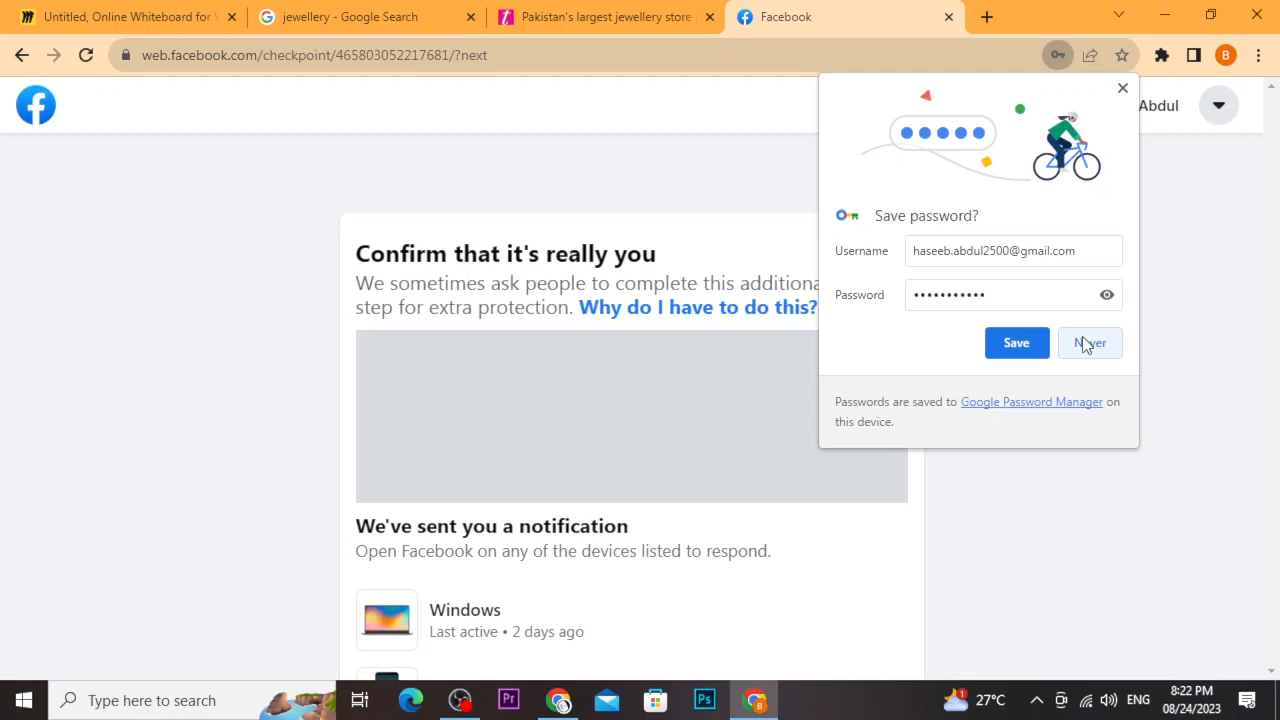 Untitled, Online Whiteboard for
jewellery - Google Search
Pakistan's largest jewellery store
Facebook
web.facebook.com/checkpoint/465803052217681/?next
B
Abdul
Save password?
Username
haseeb.abdul2500@gmail.com
Password
•••••••••••
Save
Never
Passwords are saved to Google Password Manager on
this device.
Confirm that it's really you
We sometimes ask people to complete this additiona
step for extra protection. Why do I have to do this?
We've sent you a notification
Open Facebook on any of the devices listed to respond.
Windows
Last active • 2 days ago
Type here to search
Pr
Ps
B
1
27°C
ENG
8:22 PM
08/24/2023